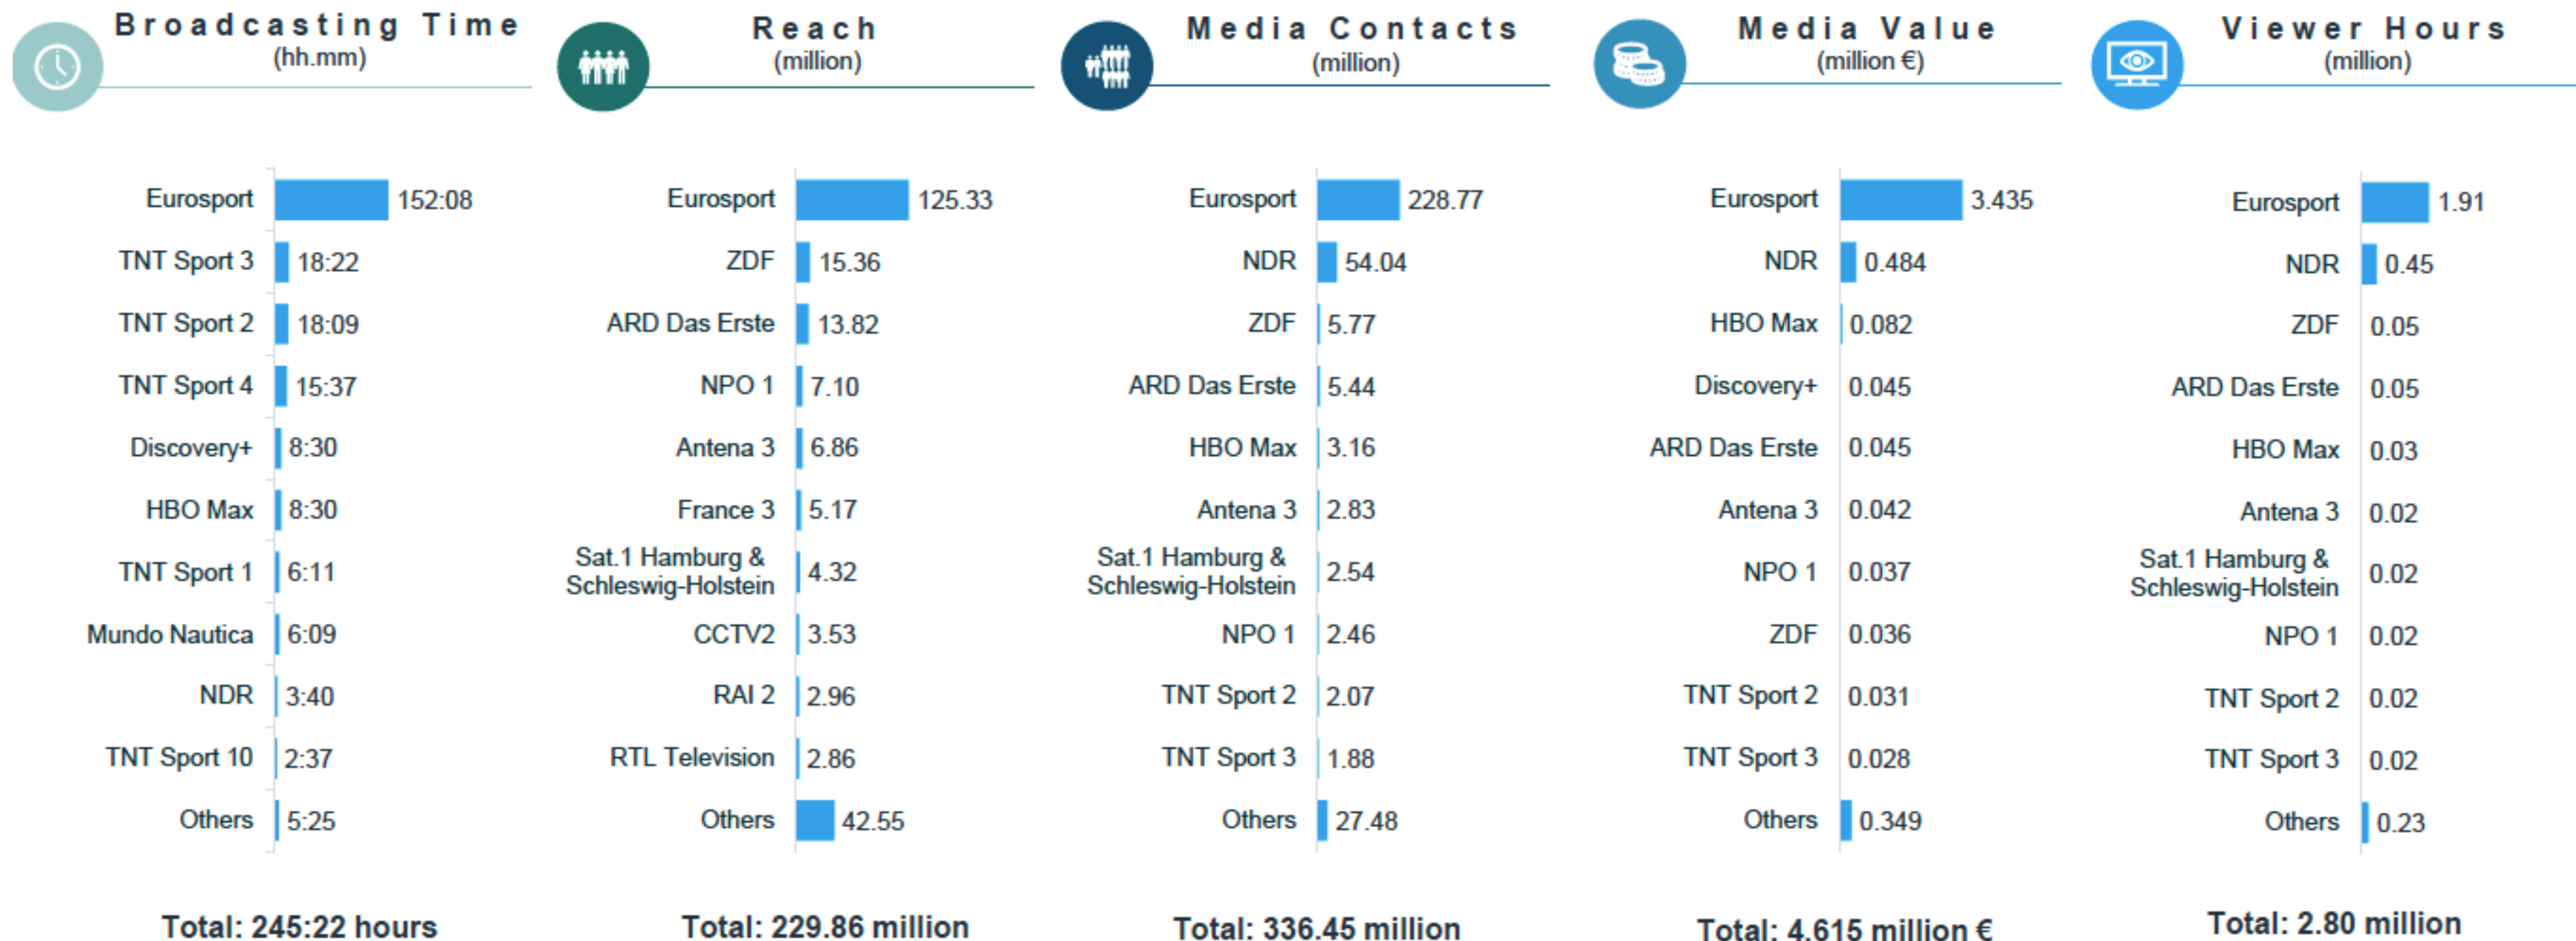 Broadcasting Time
(hh.mm)
Eurosport 152:08
TNT Sport 3 18:22
TNT Sport 2 18:09
TNT Sport 4 15:37
Discovery+ 8:30
HBO Max 8:30
TNT Sport 1 6:11
Mundo Nautica 6:09
NDR 3:40
TNT Sport 10 2:37
Others 5:25
Total: 245:22 hours
Reach
(million)
Eurosport 125.33
ZDF 15.36
ARD Das Erste 13.82
NPO 1 7.10
Antena 3 6.86
France 3 5.17
Sat.1 Hamburg &
Schleswig-Holstein 4.32
CCTV2 3.53
RAI 2 2.96
RTL Television 2.86
Others 42.55
Total: 229.86 million
Media Contacts
(million)
Eurosport 228.77
NDR 54.04
ZDF 5.77
ARD Das Erste 5.44
HBO Max 3.16
Antena 3 2.83
Sat.1 Hamburg &
Schleswig-Holstein 2.54
NPO 1 2.46
TNT Sport 2 2.07
TNT Sport 3 1.88
Others 27.48
Total: 336.45 million
Media Value
(million €)
Eurosport 3.435
NDR 0.484
HBO Max 0.082
Discovery+ 0.045
ARD Das Erste 0.045
Antena 3 0.042
NPO 1 0.037
ZDF 0.036
TNT Sport 2 0.031
TNT Sport 3 0.028
Others 0.349
Total: 4.615 million €
Viewer Hours
(million)
Eurosport 1.91
NDR 0.45
ZDF 0.05
ARD Das Erste 0.05
HBO Max 0.03
Antena 3 0.02
Sat.1 Hamburg &
Schleswig-Holstein 0.02
NPO 1 0.02
TNT Sport 2 0.02
TNT Sport 3 0.02
Others 0.23
Total: 2.80 million